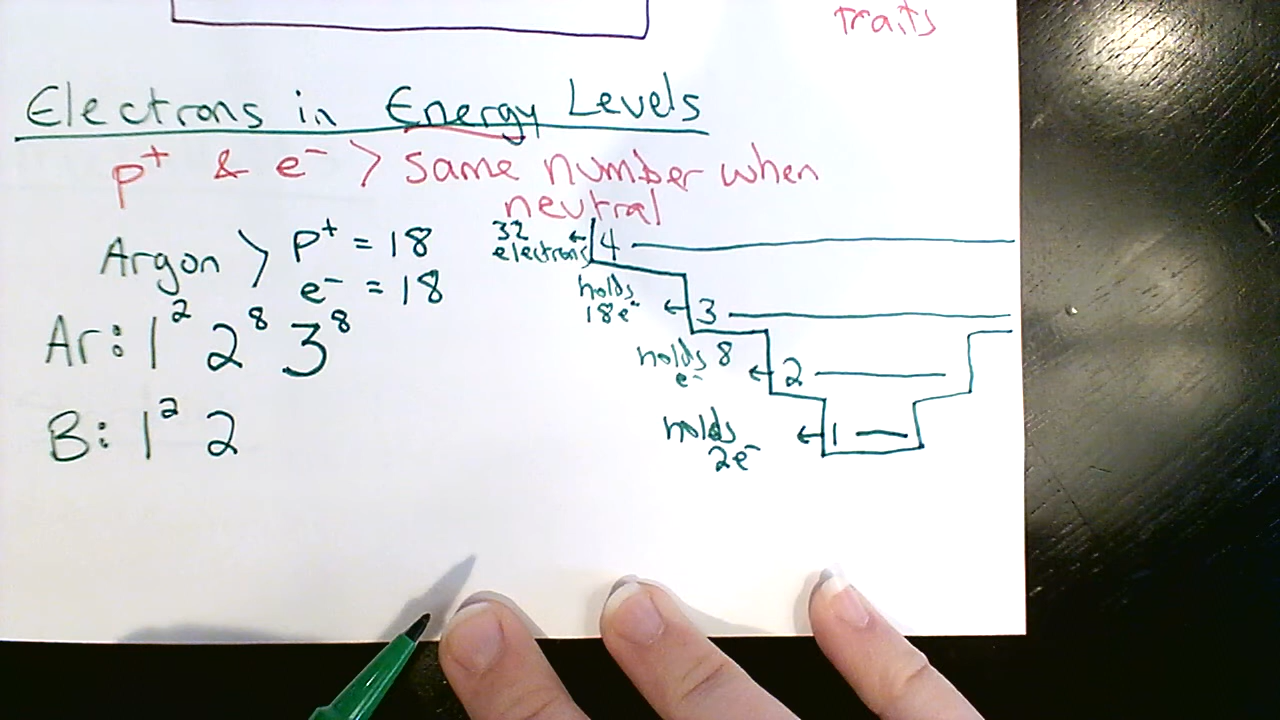 traits
Electrons in Energy Levels
p⁺ & e⁻ > same number when
neutral
Argon > p⁺ = 18
e⁻ = 18
Ar: 1² 2⁸ 3⁸
B: 1² 2
32
electrons ← 4
holds
18e⁻ ← 3
holds 8
e⁻ ← 2
holds
2e⁻ ← 1